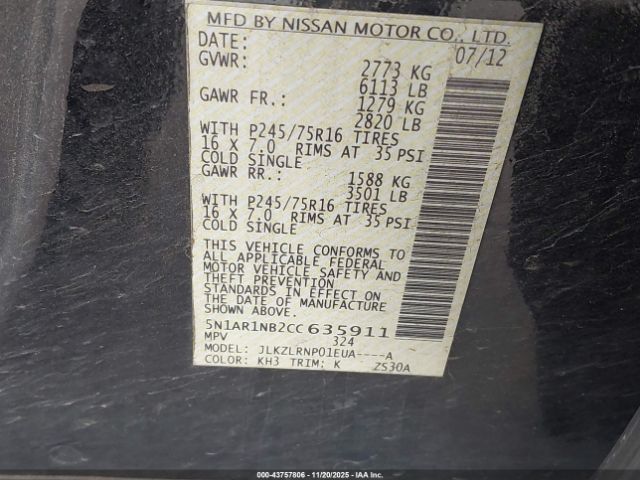 MFD BY NISSAN MOTOR CO., LTD.
DATE: 07/12
GVWR: 2773 KG
6113 LB
GAWR FR.: 1279 KG
2820 LB
WITH P245/75R16 TIRES
16 X 7.0 RIMS AT 35 PSI
COLD SINGLE
GAWR RR.: 1588 KG
3501 LB
WITH P245/75R16 TIRES
16 X 7.0 RIMS AT 35 PSI
COLD SINGLE
THIS VEHICLE CONFORMS TO
ALL APPLICABLE FEDERAL
MOTOR VEHICLE SAFETY AND
THEFT PREVENTION
STANDARDS IN EFFECT ON
THE DATE OF MANUFACTURE
SHOWN ABOVE.
5N1AR1NB2CC635911
MPV 324
MODEL: JLKZLRNP01EUA----A
COLOR: KH3 TRIM: K ZS30A
000-43757806 - 11/20/2025 - IAA Inc.